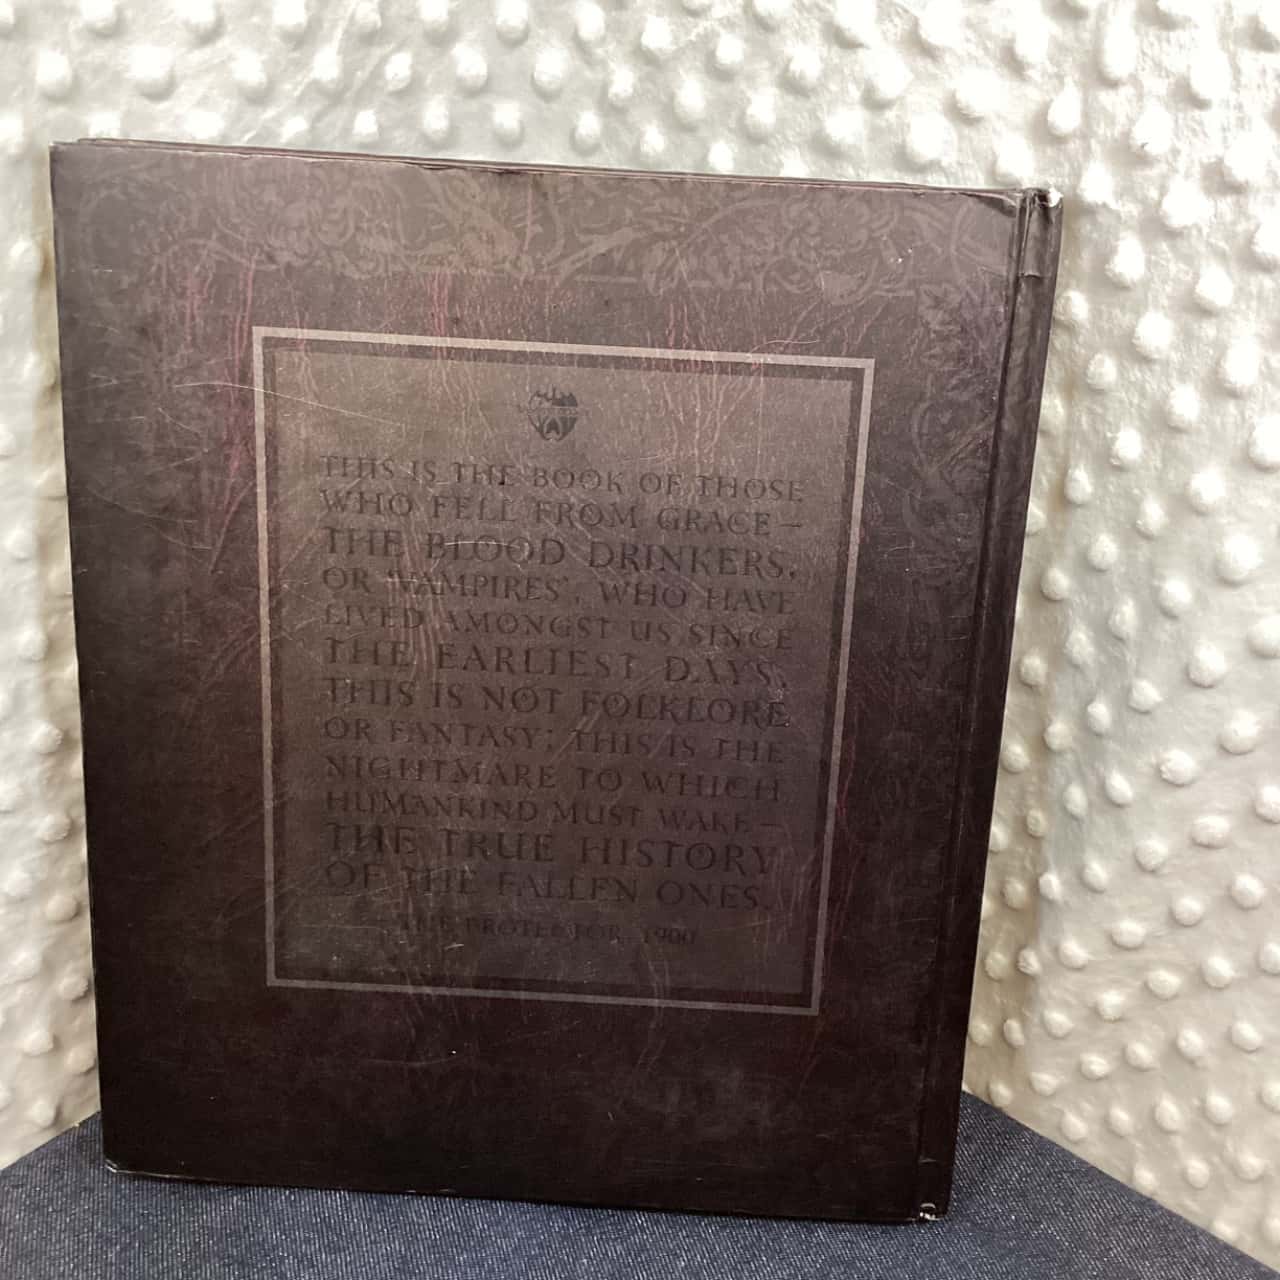 THIS IS THE BOOK OF THOSE
WHO FELL FROM GRACE –
THE BLOOD DRINKERS,
OR 'VAMPIRES', WHO HAVE
LIVED AMONGST US SINCE
THE EARLIEST DAYS.
THIS IS NOT FOLKLORE
OR FANTASY; THIS IS THE
NIGHTMARE TO WHICH
HUMANKIND MUST WAKE –
THE TRUE HISTORY
OF THE FALLEN ONES.
THE PROTECTOR, 1900